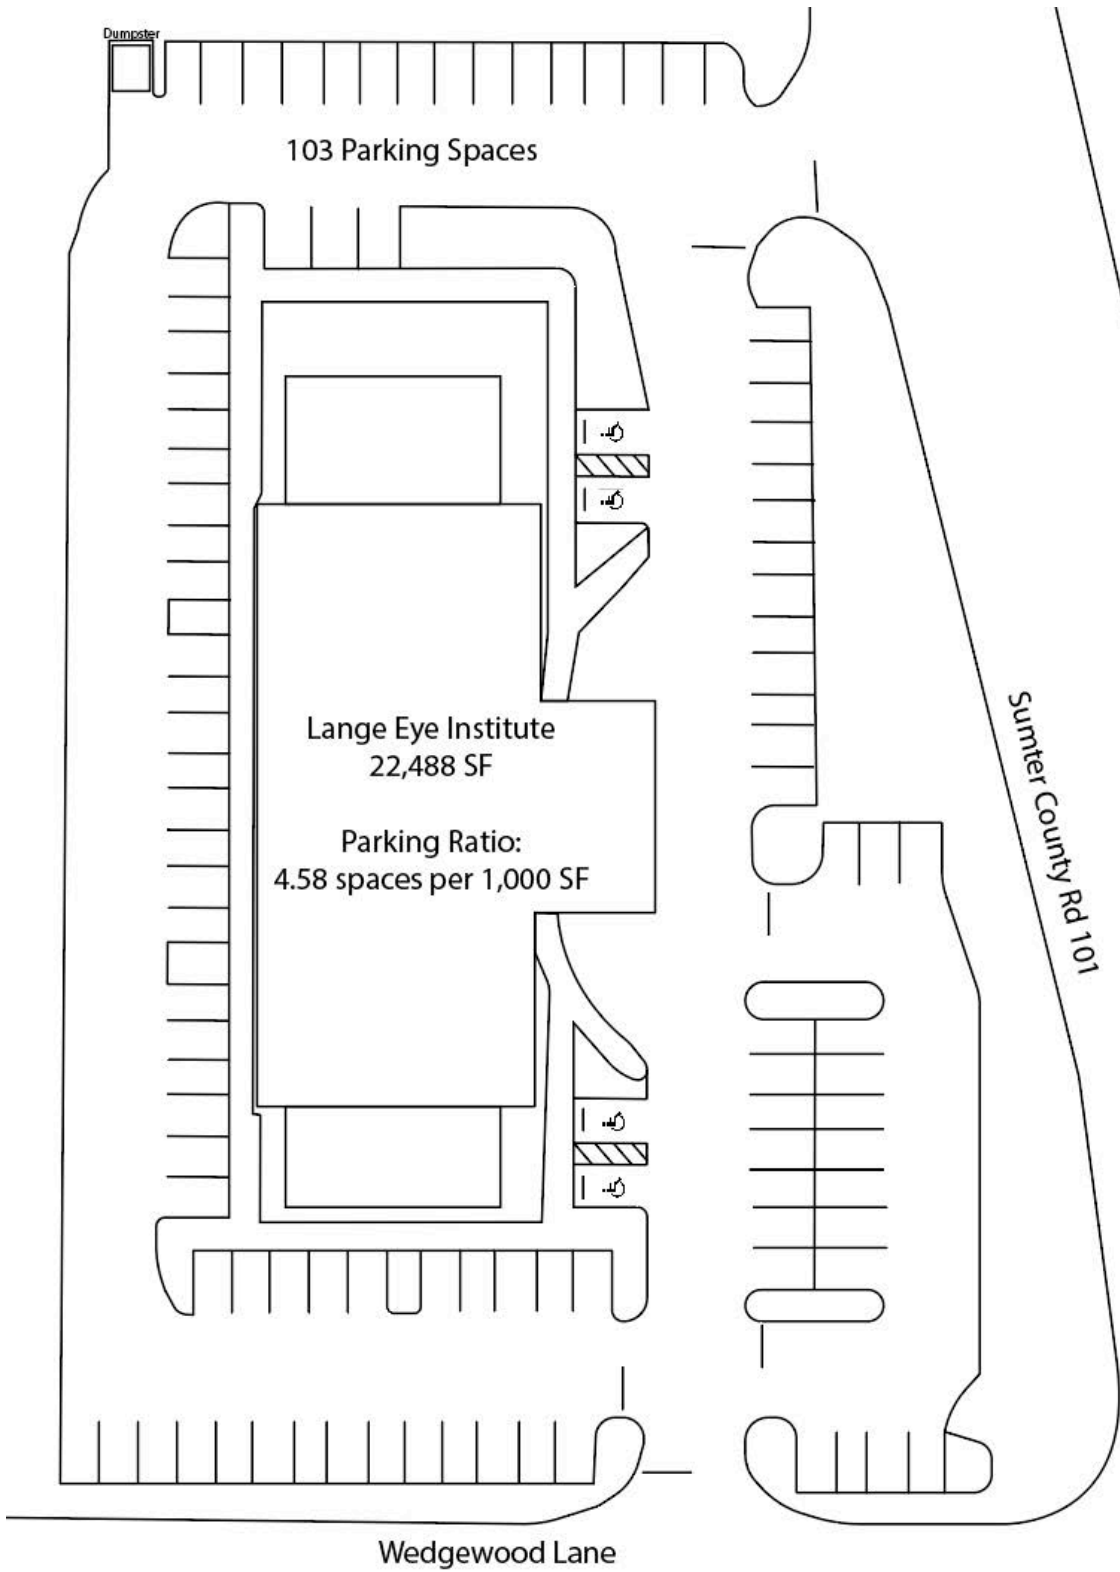 Dumpster
103 Parking Spaces
Lange Eye Institute
22,488 SF
Parking Ratio:
4.58 spaces per 1,000 SF
Sumter County Rd 101
Wedgewood Lane